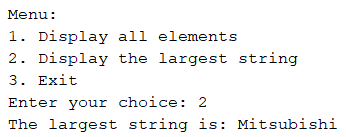 Menu:
1. Display all elements
2. Display the largest string
3. Exit
Enter your choice: 2
The largest string is: Mitsubishi